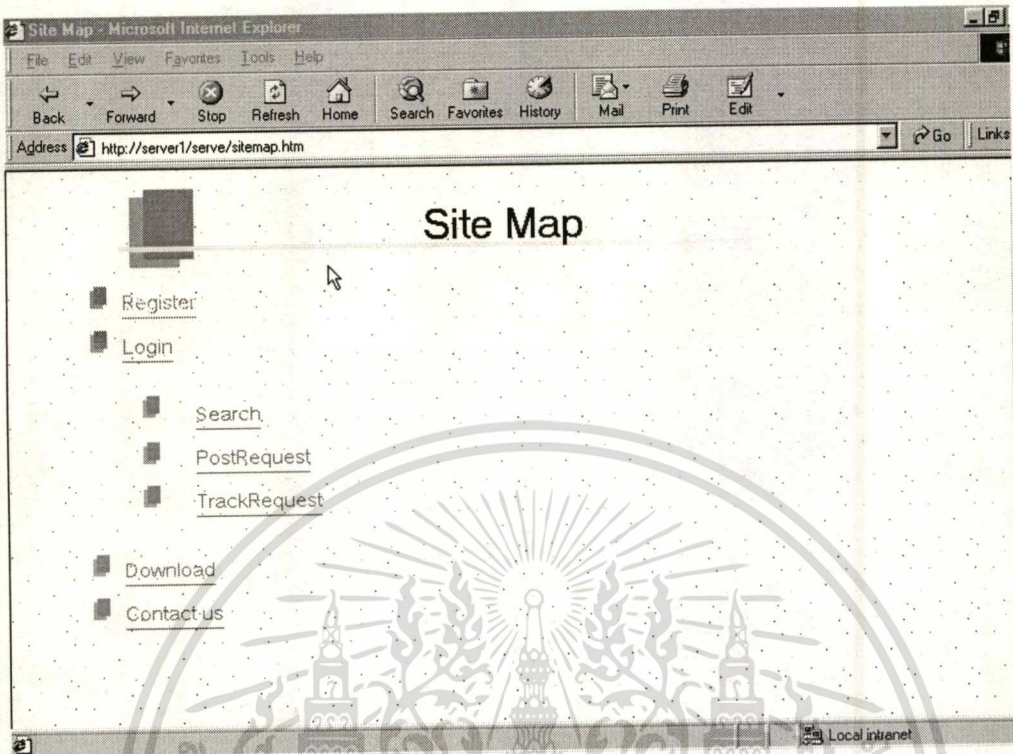 Site Map - Microsoft Internet Explorer
File Edit View Favorites Tools Help
Back Forward Stop Refresh Home Search Favorites History Mail Print Edit
Address http://server1/serve/sitemap.htm Go Links
Site Map
Register
Login
Search
PostRequest
TrackRequest
Download
Contact us
Local intranet